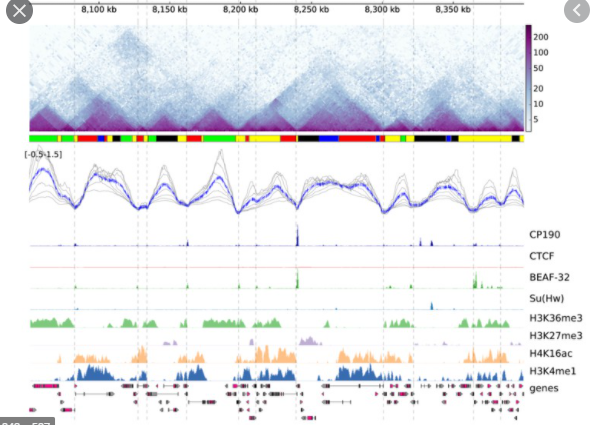 8,100 kb 8,150 kb 8,200 kb 8,250 kb 8,300 kb 8,350 kb
200
100
50
20
10
5
[-0.5-1.5]
CP190
CTCF
BEAF-32
Su(Hw)
H3K36me3
H3K27me3
H4K16ac
H3K4me1
genes